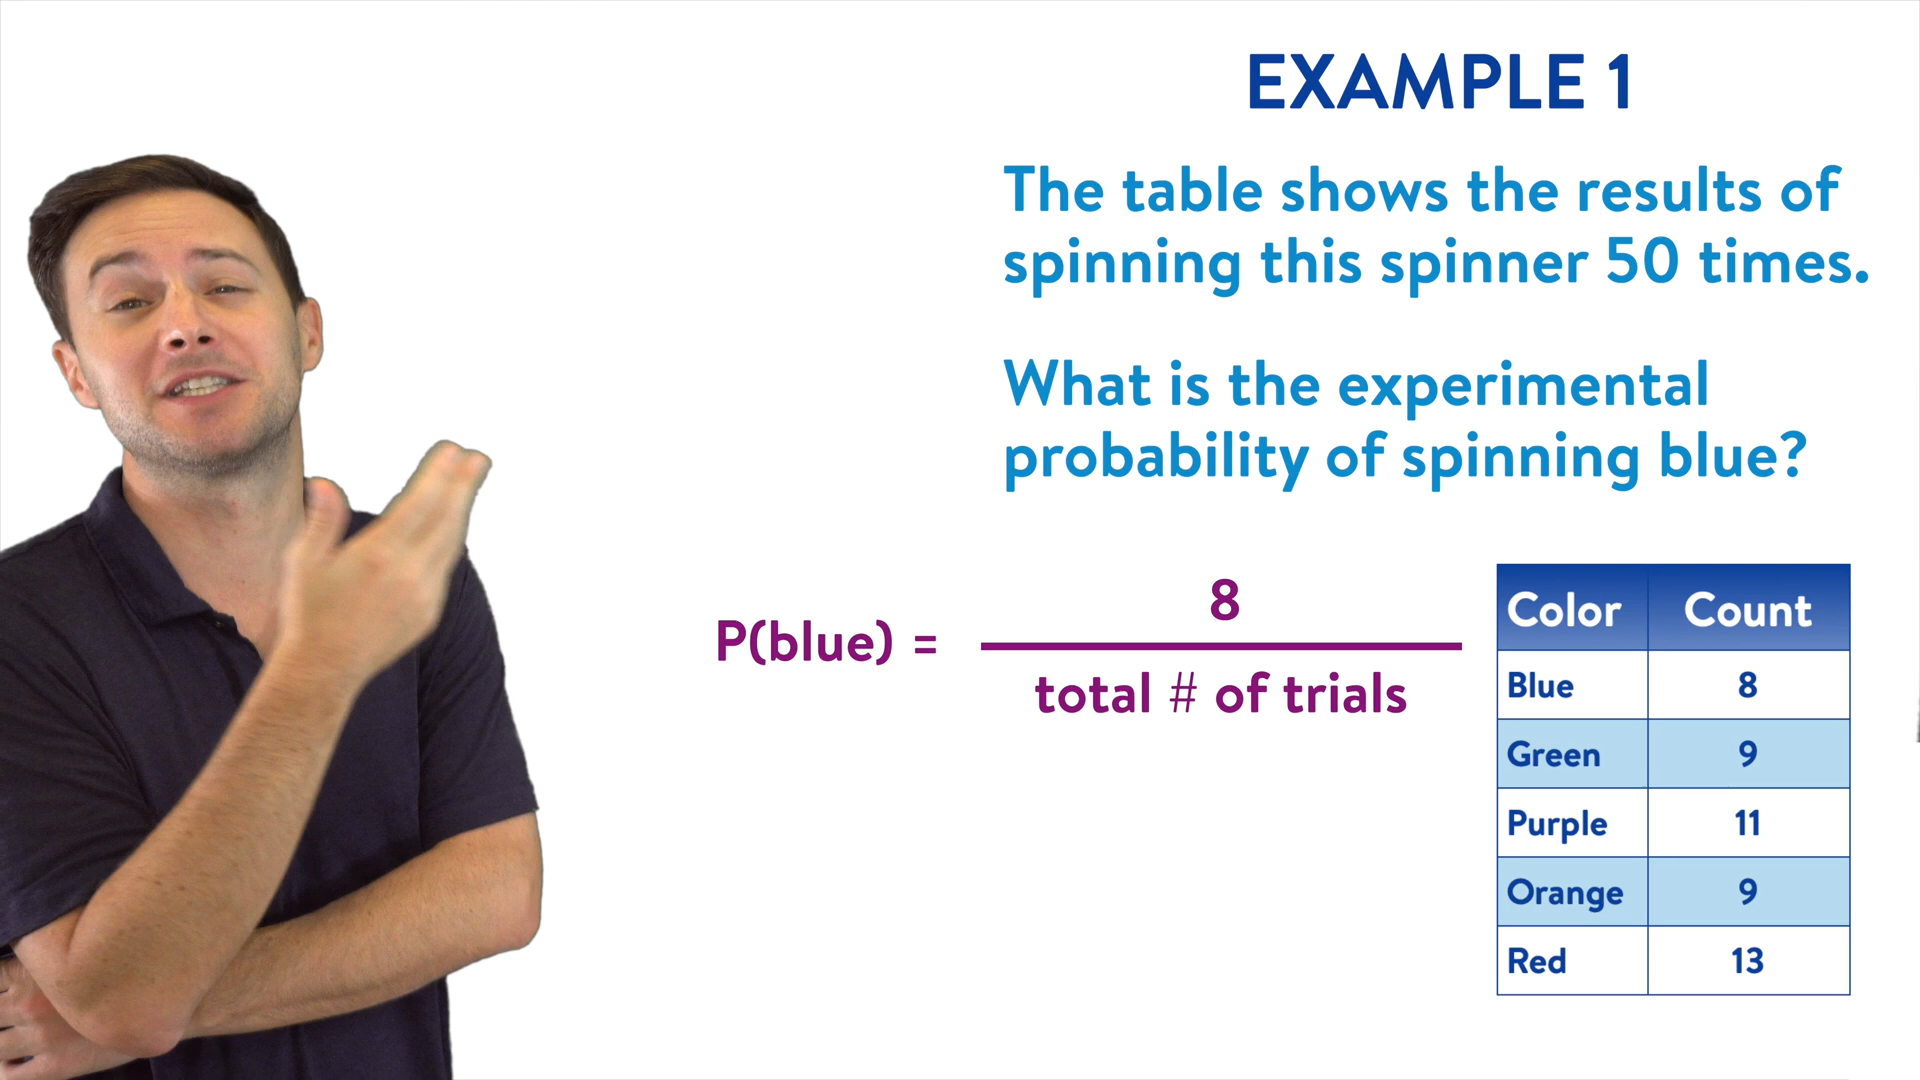 EXAMPLE 1
The table shows the results of
spinning this spinner 50 times.
What is the experimental
probability of spinning blue?
P(blue) =
8
total # of trials
Color Count
Blue 8
Green 9
Purple 11
Orange 9
Red 13